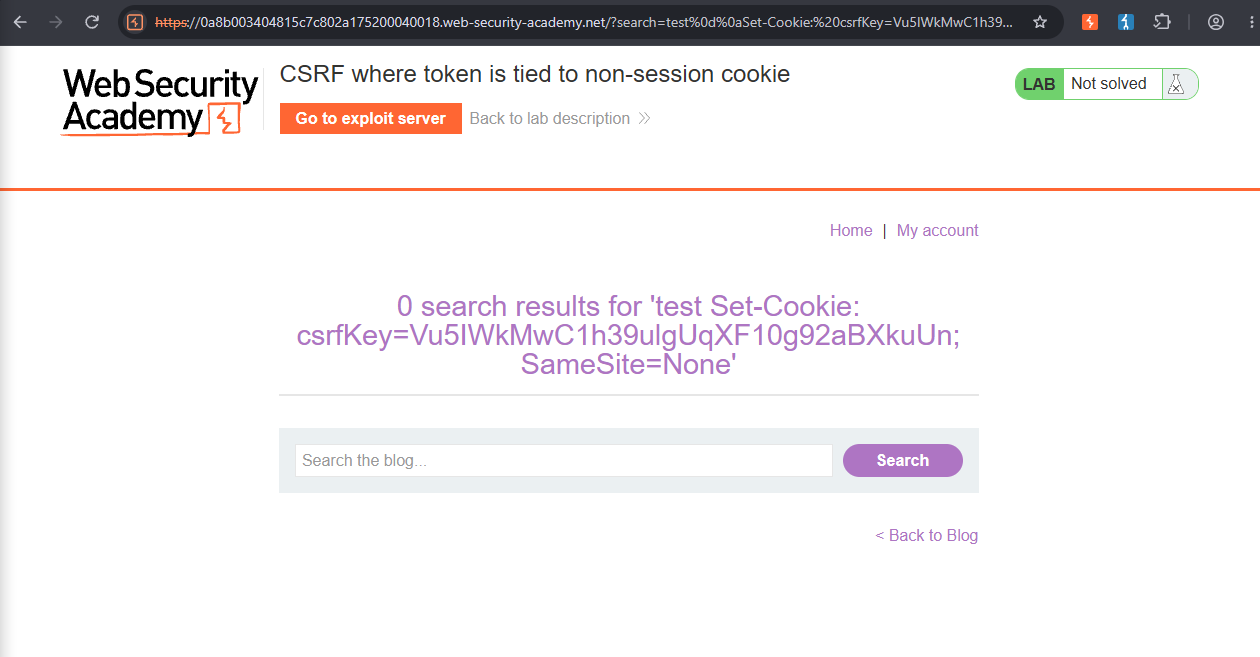 https://0a8b003404815c7c802a175200040018.web-security-academy.net/?search=test%0d%0aSet-Cookie:%20csrfKey=Vu5IWkMwC1h39...
WebSecurity
Academy
CSRF where token is tied to non-session cookie
Go to exploit server
Back to lab description
LAB
Not solved
Home | My account
0 search results for 'test Set-Cookie:
csrfKey=Vu5IWkMwC1h39ulgUqXF10g92aBXkuUn;
SameSite=None'
Search the blog...
Search
< Back to Blog